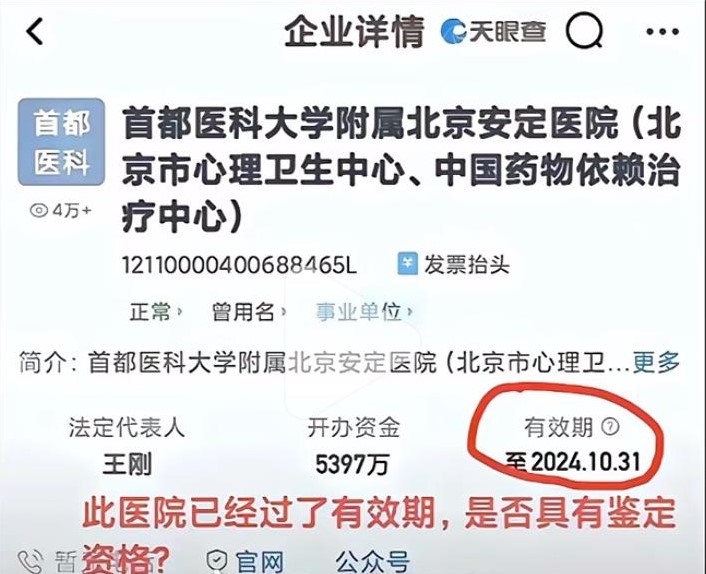 企业详情 天眼查
首都
医科
首都医科大学附属北京安定医院（北
京市心理卫生中心、中国药物依赖治
疗中心）
4万+
12110000400688465L ¥ 发票抬头
正常 曾用名 事业单位
简介：首都医科大学附属北京安定医院（北京市心理卫...更多
法定代表人 开办资金 有效期 ?
王刚 5397万 至2024.10.31
此医院已经过了有效期，是否具有鉴定
资格？
官网 公众号